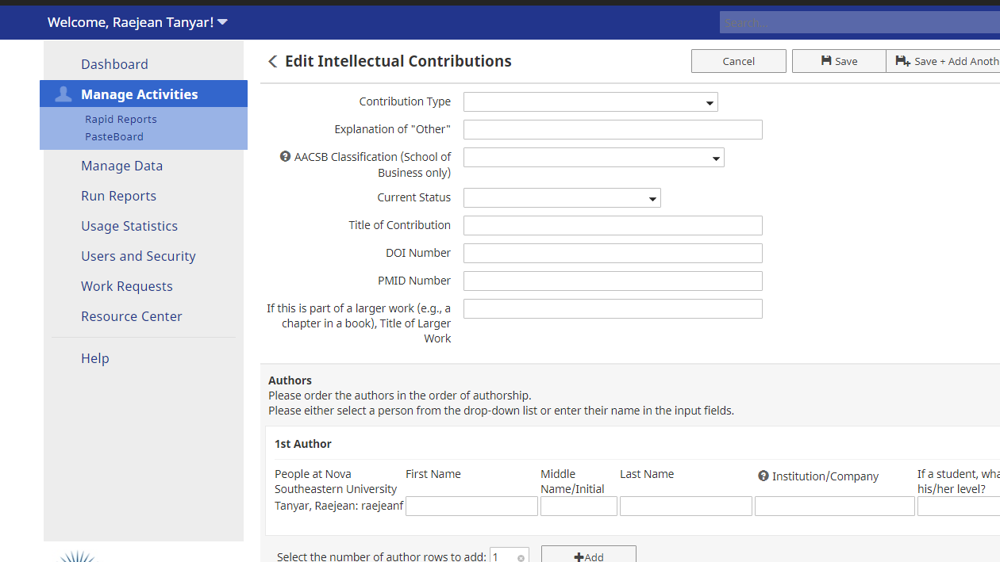 Welcome, Raejean Tanyar!
Search...
Dashboard
Manage Activities
Rapid Reports
PasteBoard
Manage Data
Run Reports
Usage Statistics
Users and Security
Work Requests
Resource Center
Help
Edit Intellectual Contributions
Cancel
Save
Save + Add Anoth
Contribution Type
Explanation of "Other"
AACSB Classification (School of
Business only)
Current Status
Title of Contribution
DOI Number
PMID Number
If this is part of a larger work (e.g., a
chapter in a book), Title of Larger
Work
Authors
Please order the authors in the order of authorship.
Please either select a person from the drop-down list or enter their name in the input fields.
1st Author
People at Nova
Southeastern University
First Name
Middle
Name/Initial
Last Name
Institution/Company
If a student, wha
his/her level?
Tanyar, Raejean: raejeanf
Select the number of author rows to add: 1
Add